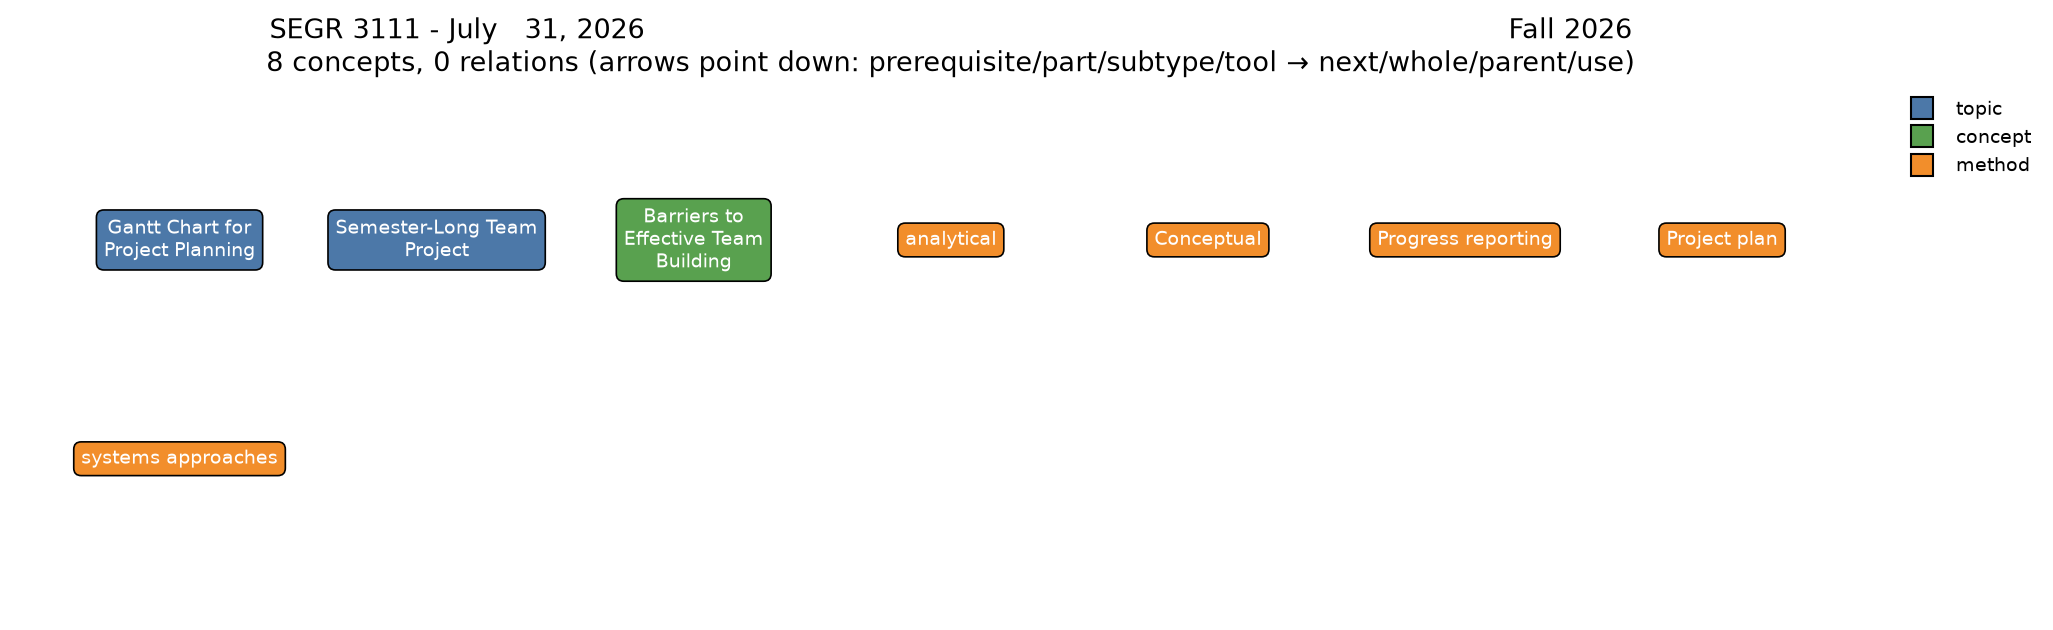 SEGR 3111 - July   31, 2026 Fall 2026
8 concepts, 0 relations (arrows point down: prerequisite/part/subtype/tool → next/whole/parent/use)
topic
concept
method
Gantt Chart for
Project Planning
Semester-Long Team
Project
Barriers to
Effective Team
Building
analytical
Conceptual
Progress reporting
Project plan
systems approaches